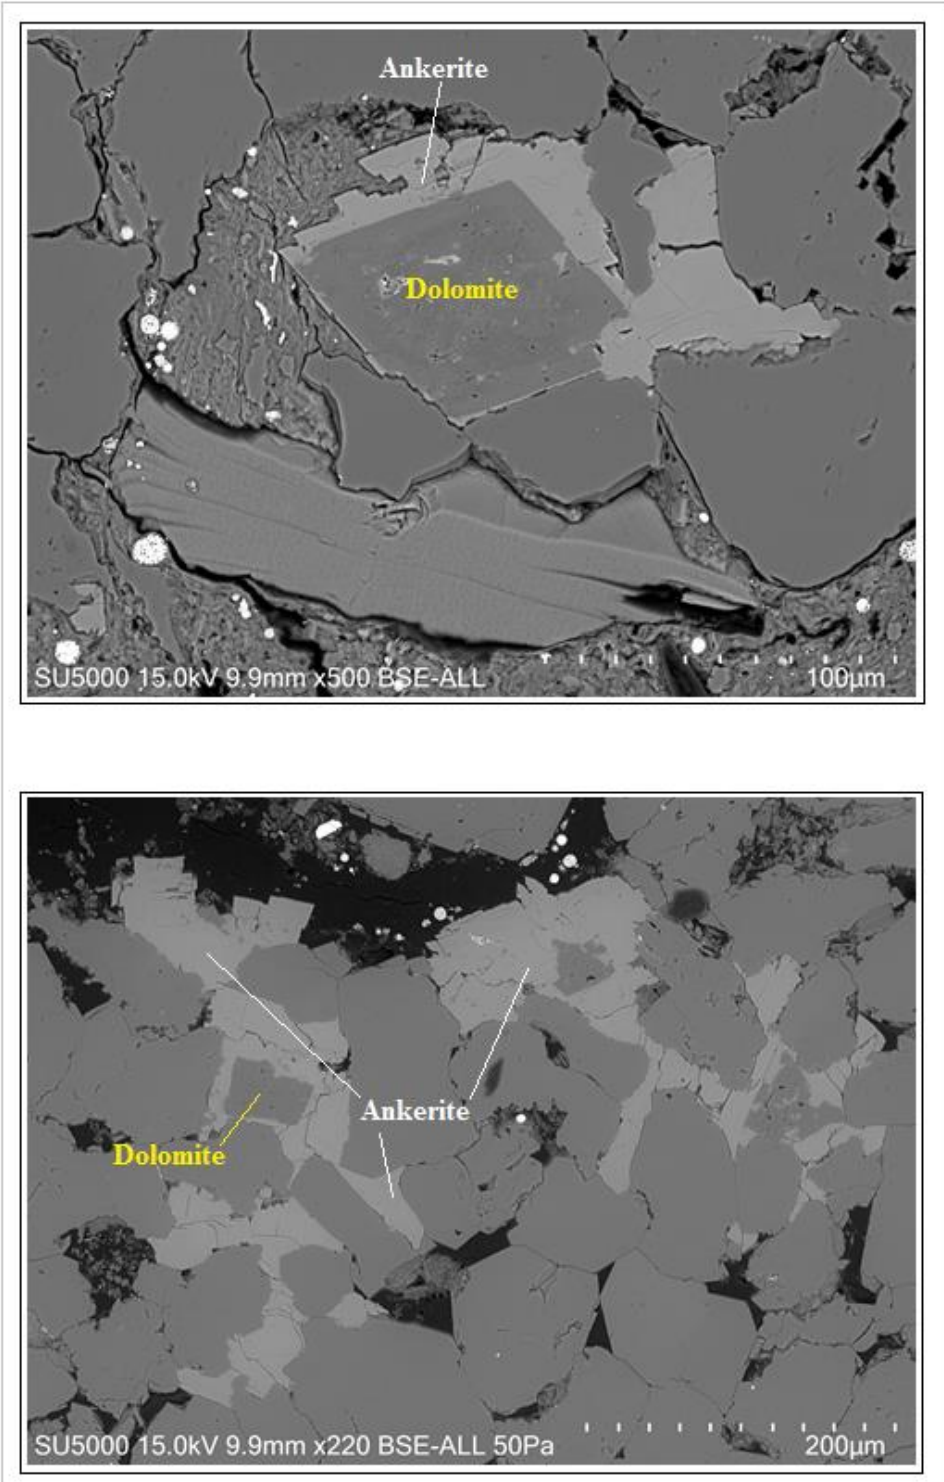 Ankerite
Dolomite
SU5000 15.0kV 9.9mm x500 BSE-ALL 100µm
Ankerite
Dolomite
SU5000 15.0kV 9.9mm x220 BSE-ALL 50Pa 200µm